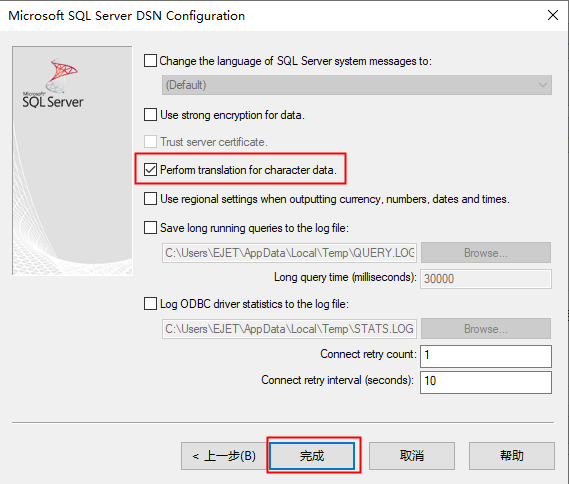 Microsoft SQL Server DSN Configuration
Microsoft
SQL Server
Change the language of SQL Server system messages to:
(Default)
Use strong encryption for data.
Trust server certificate.
Perform translation for character data.
Use regional settings when outputting currency, numbers, dates and times.
Save long running queries to the log file:
C:\Users\EJET\AppData\Local\Temp\QUERY.LOG
Browse...
Long query time (milliseconds):
30000
Log ODBC driver statistics to the log file:
C:\Users\EJET\AppData\Local\Temp\STATS.LOG
Browse...
Connect retry count:
1
Connect retry interval (seconds):
10
< 上一步(B)
完成
取消
帮助